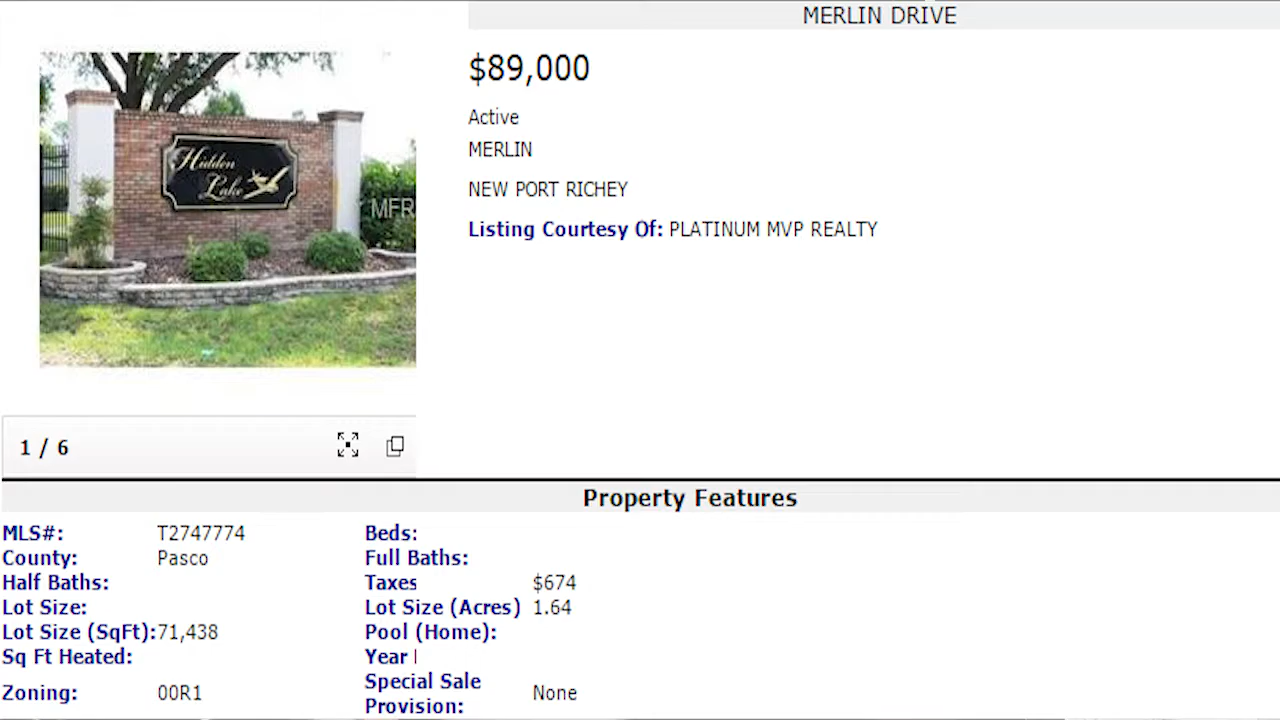 MERLIN DRIVE
$89,000
Active
MERLIN
NEW PORT RICHEY
Listing Courtesy Of: PLATINUM MVP REALTY
Hidden
Lake
MFR
1 / 6
Property Features
MLS#: T2747774 Beds:
County: Pasco Full Baths:
Half Baths: Taxes $674
Lot Size: Lot Size (Acres) 1.64
Lot Size (SqFt): 71,438 Pool (Home):
Sq Ft Heated: Year
Zoning: 00R1 Special Sale
Provision: None